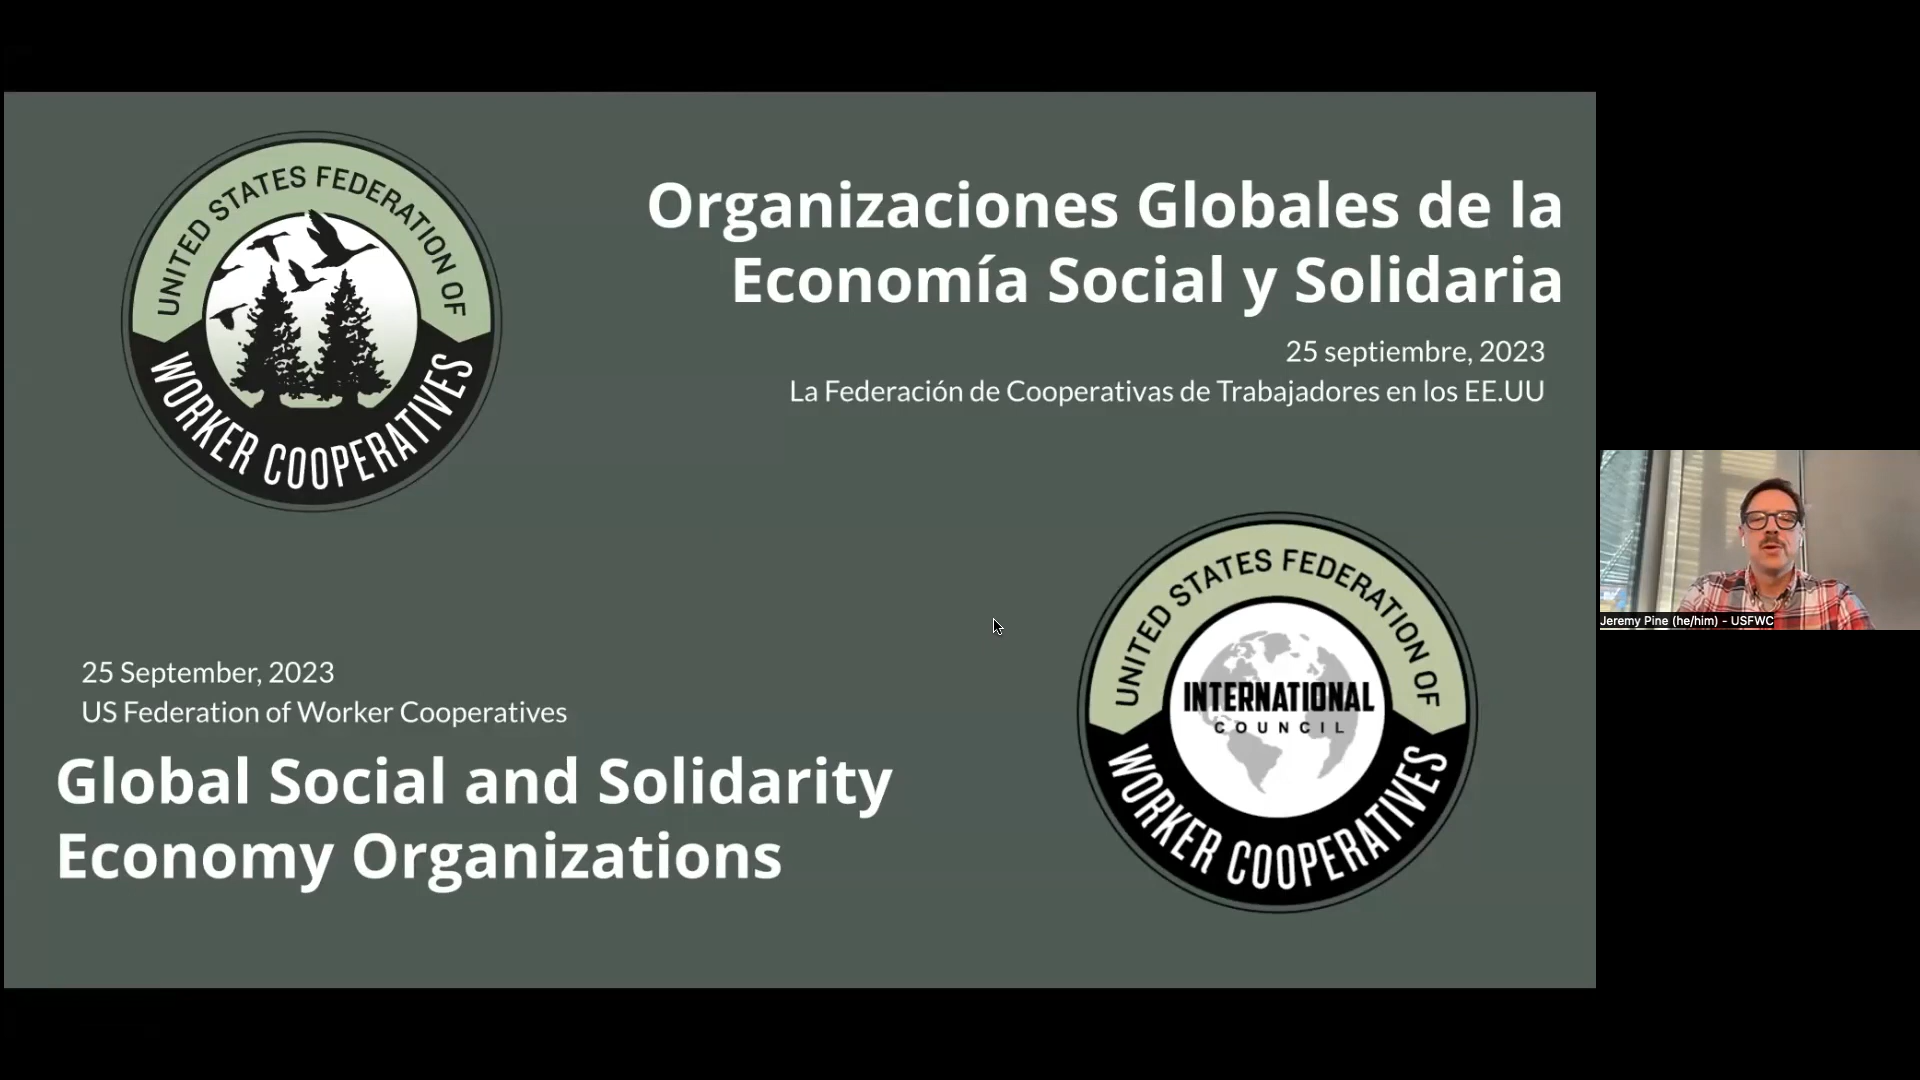 UNITED STATES FEDERATION OF
WORKER COOPERATIVES
Organizaciones Globales de la
Economía Social y Solidaria
25 septiembre, 2023
La Federación de Cooperativas de Trabajadores en los EE.UU
25 September, 2023
US Federation of Worker Cooperatives
Global Social and Solidarity
Economy Organizations
UNITED STATES FEDERATION OF
INTERNATIONAL
COUNCIL
WORKER COOPERATIVES
Jeremy Pine (he/him) - USFWC